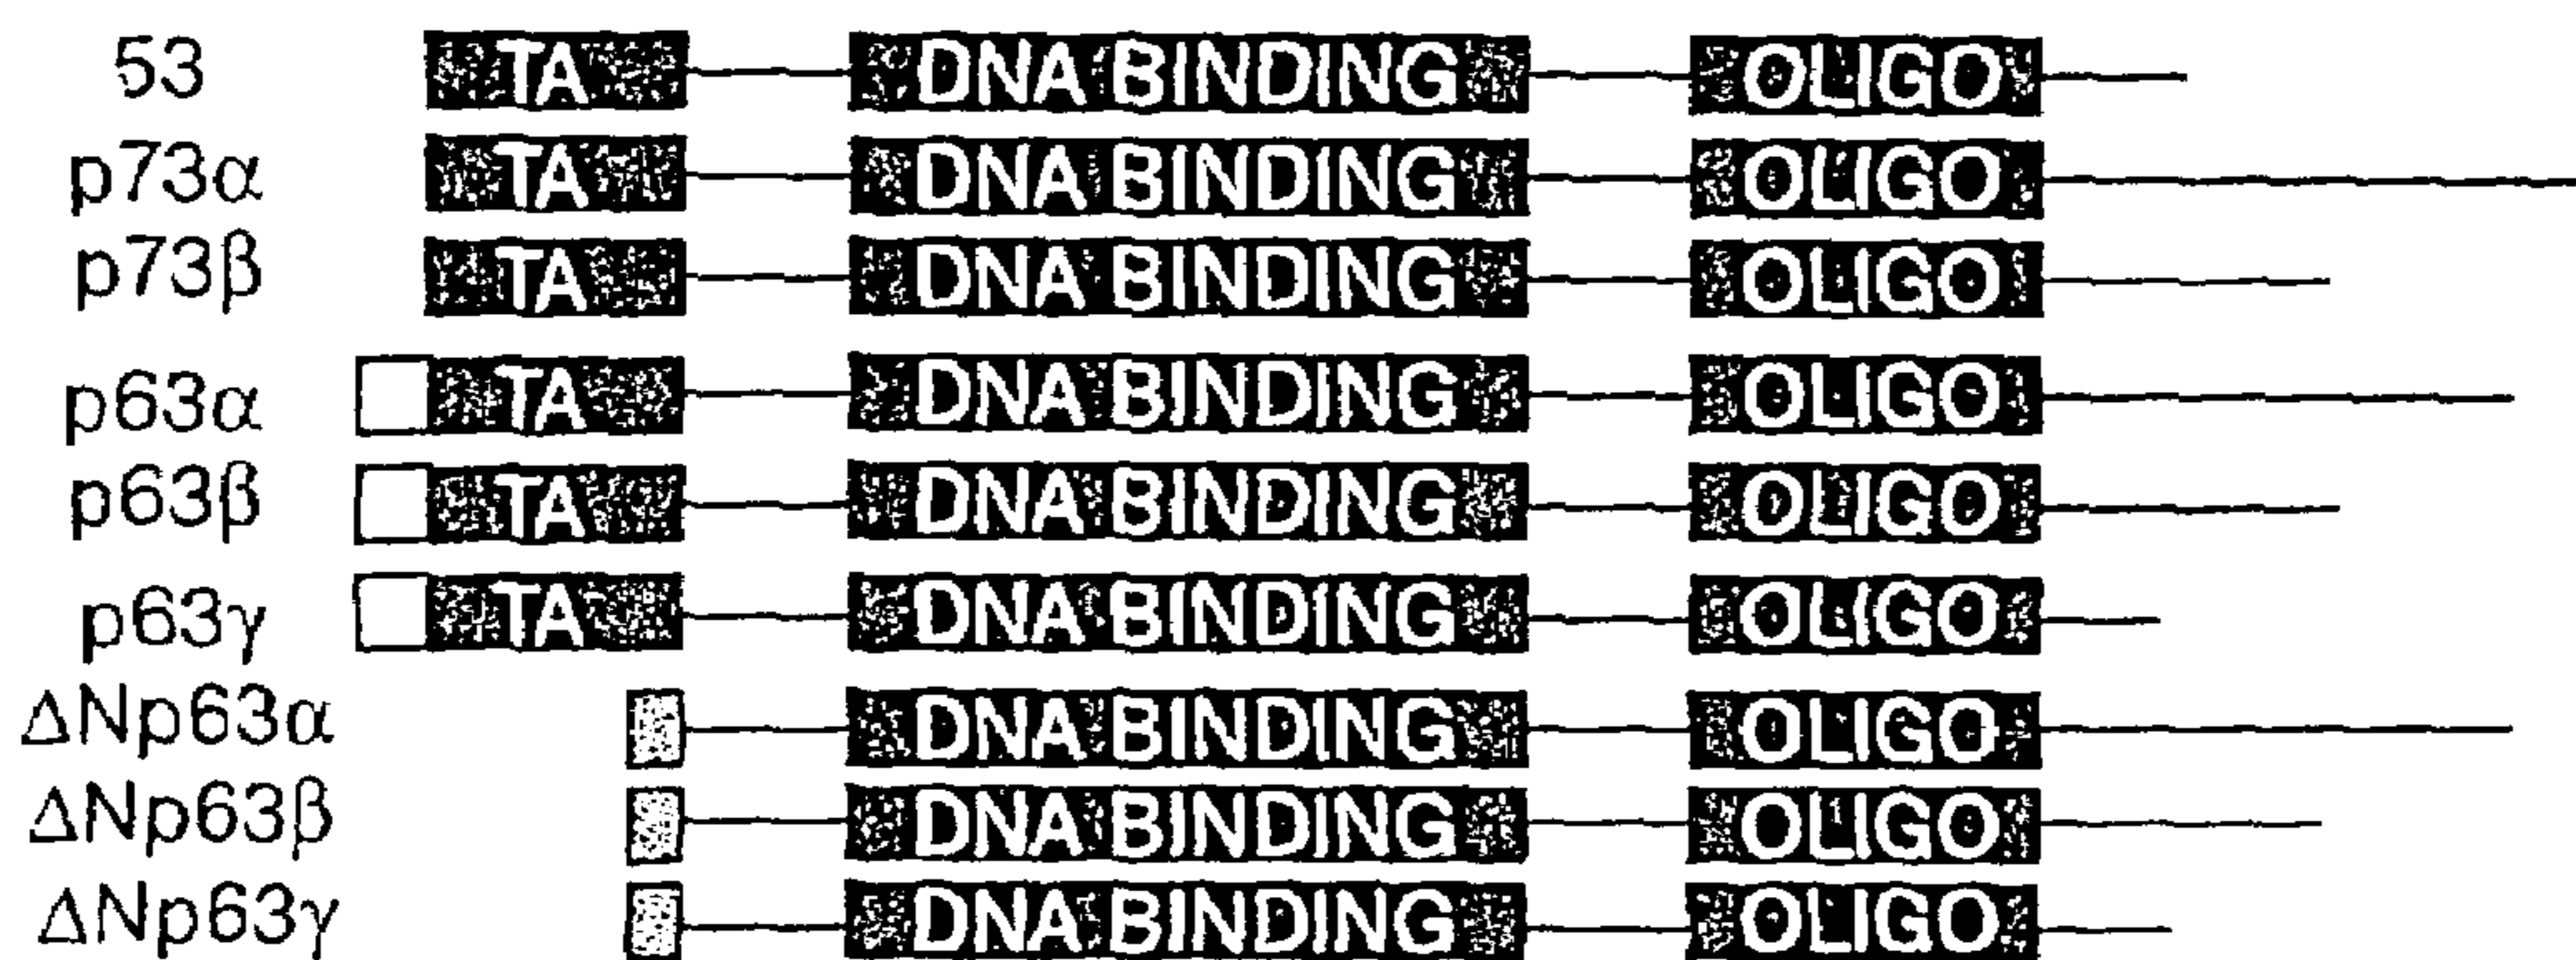 53 TA DNA BINDING OLIGO
p73α TA DNA BINDING OLIGO
p73β TA DNA BINDING OLIGO
p63α TA DNA BINDING OLIGO
p63β TA DNA BINDING OLIGO
p63γ TA DNA BINDING OLIGO
ΔNp63α DNA BINDING OLIGO
ΔNp63β DNA BINDING OLIGO
ΔNp63γ DNA BINDING OLIGO